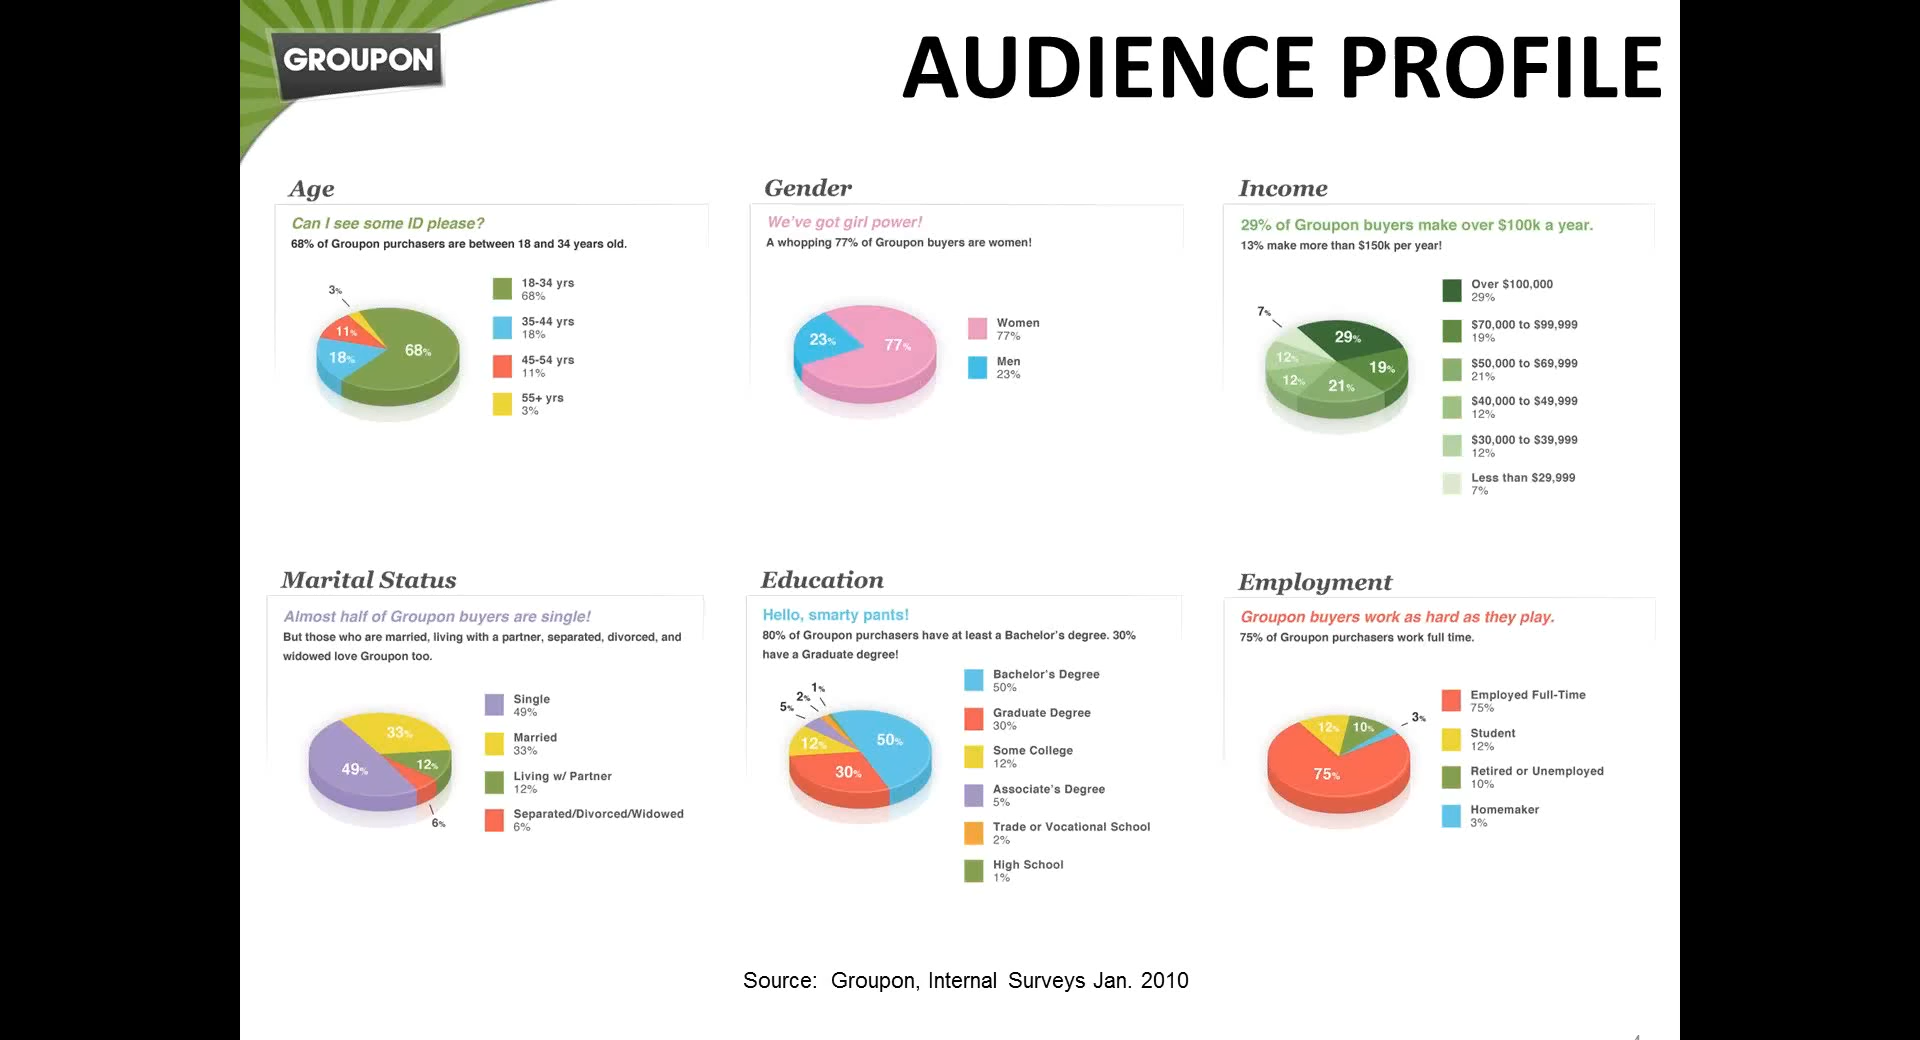 GROUPON
AUDIENCE PROFILE
Age
Can I see some ID please?
68% of Groupon purchasers are between 18 and 34 years old.
3%
11%
18%
68%
18-34 yrs
68%
35-44 yrs
18%
45-54 yrs
11%
55+ yrs
3%
Gender
We've got girl power!
A whopping 77% of Groupon buyers are women!
23%
77%
Women
77%
Men
23%
Income
29% of Groupon buyers make over $100k a year.
13% make more than $150k per year!
7%
29%
12%
19%
12%
21%
Over $100,000
29%
$70,000 to $99,999
19%
$50,000 to $69,999
21%
$40,000 to $49,999
12%
$30,000 to $39,999
12%
Less than $29,999
7%
Marital Status
Almost half of Groupon buyers are single!
But those who are married, living with a partner, separated, divorced, and
widowed love Groupon too.
33%
49%
12%
6%
Single
49%
Married
33%
Living w/ Partner
12%
Separated/Divorced/Widowed
6%
Education
Hello, smarty pants!
80% of Groupon purchasers have at least a Bachelor's degree. 30%
have a Graduate degree!
1%
2%
5%
12%
50%
30%
Bachelor's Degree
50%
Graduate Degree
30%
Some College
12%
Associate's Degree
5%
Trade or Vocational School
2%
High School
1%
Employment
Groupon buyers work as hard as they play.
75% of Groupon purchasers work full time.
12%
10%
3%
75%
Employed Full-Time
75%
Student
12%
Retired or Unemployed
10%
Homemaker
3%
Source: Groupon, Internal Surveys Jan. 2010